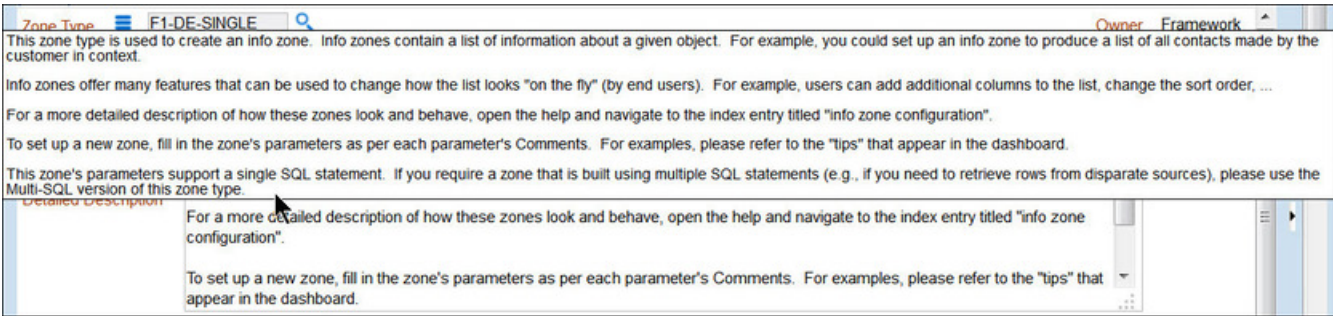 Zone Type F1-DE-SINGLE Owner Framework
This zone type is used to create an info zone. Info zones contain a list of information about a given object. For example, you could set up an info zone to produce a list of all contacts made by the
customer in context.
Info zones offer many features that can be used to change how the list looks "on the fly" (by end users). For example, users can add additional columns to the list, change the sort order, ...
For a more detailed description of how these zones look and behave, open the help and navigate to the index entry titled "info zone configuration".
To set up a new zone, fill in the zone's parameters as per each parameter's Comments. For examples, please refer to the "tips" that appear in the dashboard.
This zone's parameters support a single SQL statement. If you require a zone that is built using multiple SQL statements (e.g., if you need to retrieve rows from disparate sources), please use the
Multi-SQL version of this zone type.
Detailed Description
For a more detailed description of how these zones look and behave, open the help and navigate to the index entry titled "info zone
configuration".
To set up a new zone, fill in the zone's parameters as per each parameter's Comments. For examples, please refer to the "tips" that
appear in the dashboard.